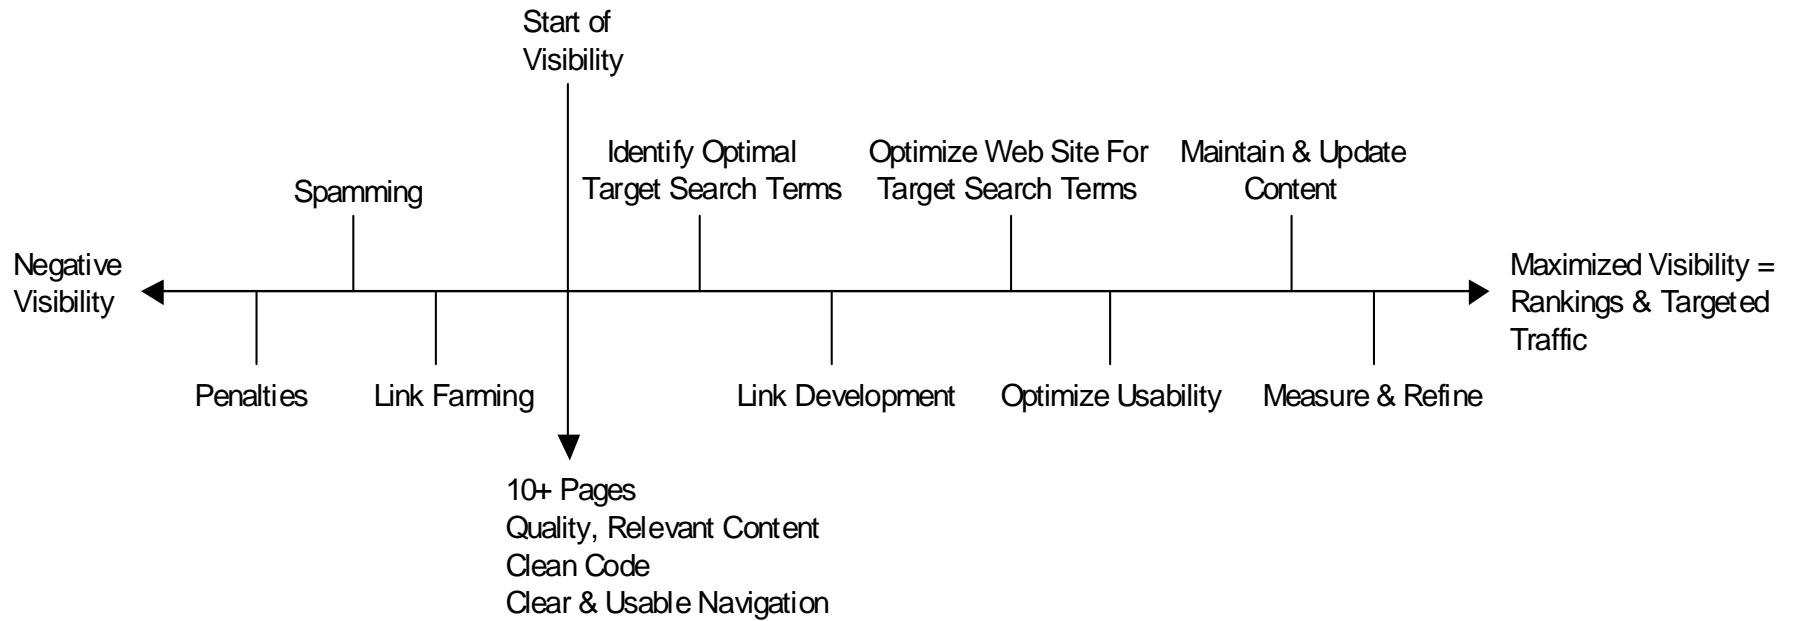 Start of
Visibility
Identify Optimal
Target Search Terms
Optimize Web Site For
Target Search Terms
Maintain & Update
Content
Spamming
Negative
Visibility
Maximized Visibility =
Rankings & Targeted
Traffic
Penalties
Link Farming
Link Development
Optimize Usability
Measure & Refine
10+ Pages
Quality, Relevant Content
Clean Code
Clear & Usable Navigation